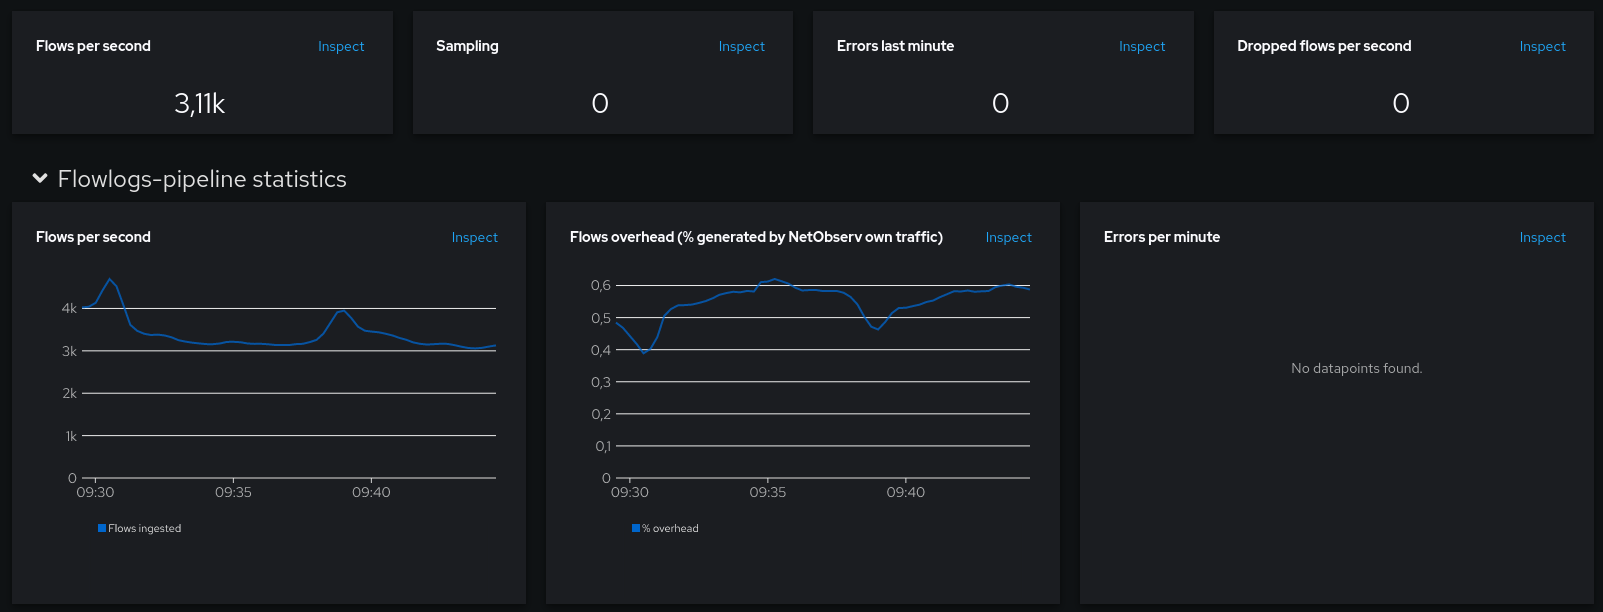 Flows per second Inspect
3,11k
Sampling Inspect
0
Errors last minute Inspect
0
Dropped flows per second Inspect
0
Flowlogs-pipeline statistics
Flows per second Inspect
4k
3k
2k
1k
0
09:30 09:35 09:40
Flows ingested
Flows overhead (% generated by NetObserv own traffic) Inspect
0,6
0,5
0,4
0,3
0,2
0,1
0
09:30 09:35 09:40
% overhead
Errors per minute Inspect
No datapoints found.